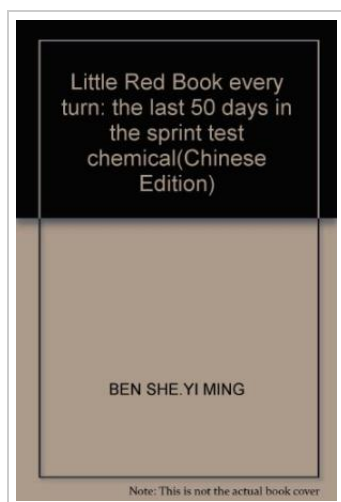 Little Red Book every
turn: the last 50 days in
the sprint test
chemical(Chinese
Edition)
BEN SHE.YI MING
Note: This is not the actual book cover